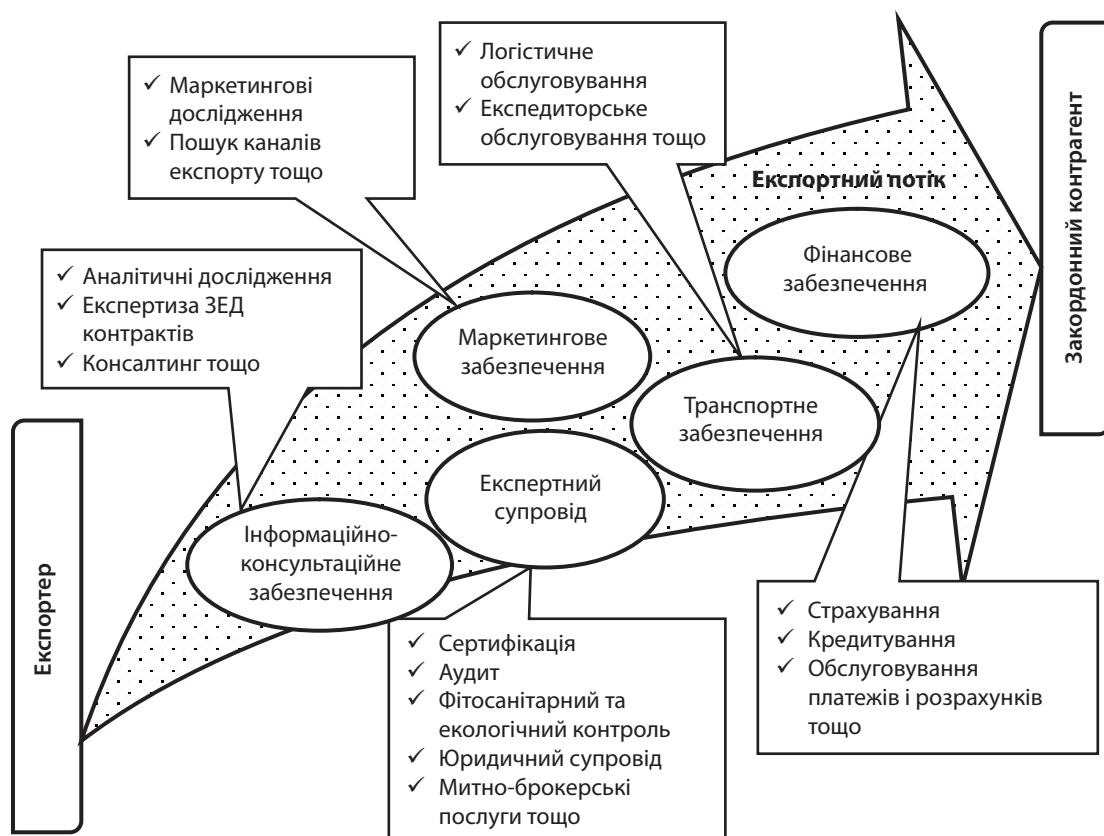 ✓ Логістичне
обслуговування
✓ Експедиторське
обслуговування тощо
✓ Маркетингові
дослідження
✓ Пошук каналів
експорту тощо
Експортний потік
Фінансове
забезпечення
Закордонний контрагент
✓ Аналітичні дослідження
✓ Експертиза ЗЕД
контрактів
✓ Консалтинг тощо
Маркетингове
забезпечення
Транспортне
забезпечення
Експертний
супровід
Інформаційно-
консультаційне
забезпечення
Експортер
✓ Сертифікація
✓ Аудит
✓ Фітосанітарний та
екологічний контроль
✓ Юридичний супровід
✓ Митно-брокерські
послуги тощо
✓ Страхування
✓ Кредитування
✓ Обслуговування
платежів і розрахунків
тощо